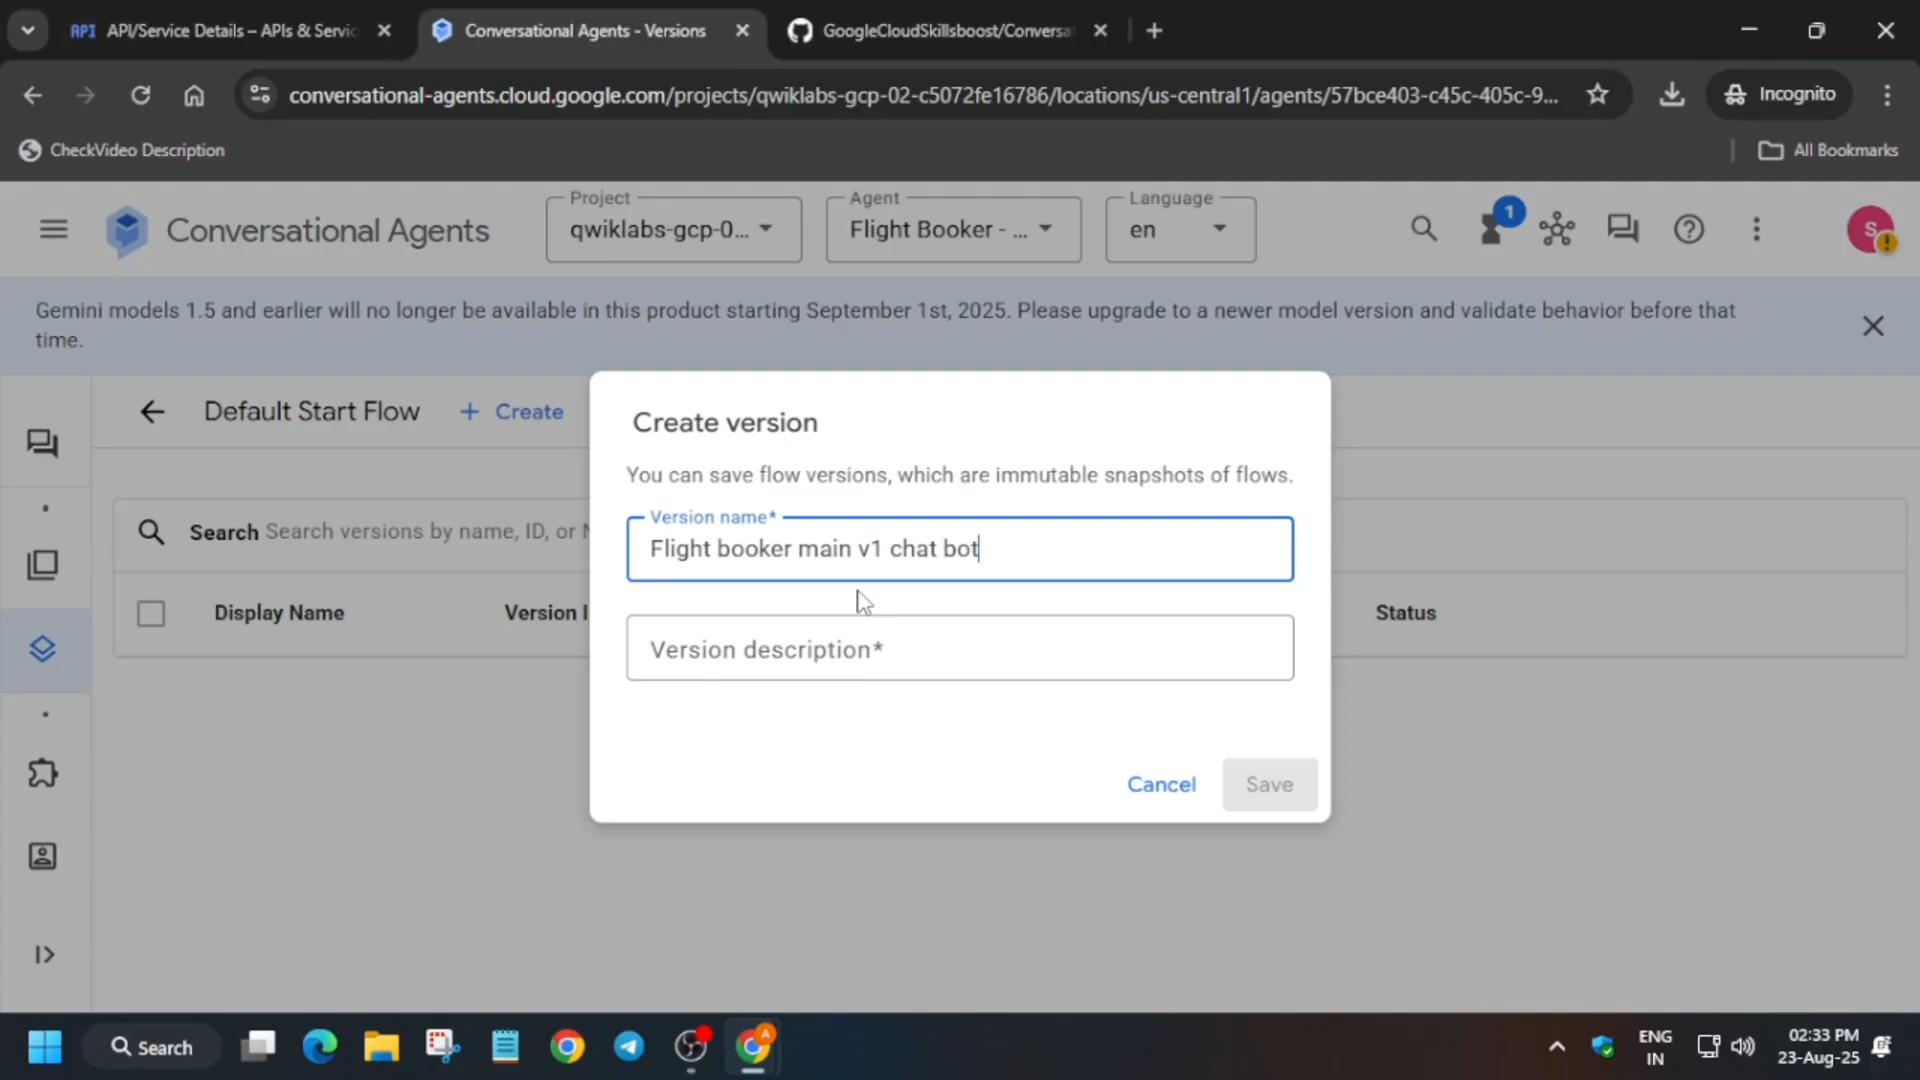 API API/Service Details – APIs & Servic
Conversational Agents - Versions
GoogleCloudSkillsboost/Conversa
conversational-agents.cloud.google.com/projects/qwiklabs-gcp-02-c5072fe16786/locations/us-central1/agents/57bce403-c45c-405c-9...
Incognito
CheckVideo Description
All Bookmarks
Conversational Agents
Project
qwiklabs-gcp-0...
Agent
Flight Booker - ...
Language
en
1
S
Gemini models 1.5 and earlier will no longer be available in this product starting September 1st, 2025. Please upgrade to a newer model version and validate behavior before that
time.
Default Start Flow
+ Create
Search Search versions by name, ID, or N
Display Name
Version I
Status
Create version
You can save flow versions, which are immutable snapshots of flows.
Version name*
Flight booker main v1 chat bot
Version description*
Cancel
Save
Search
A
ENG
IN
02:33 PM
23-Aug-25